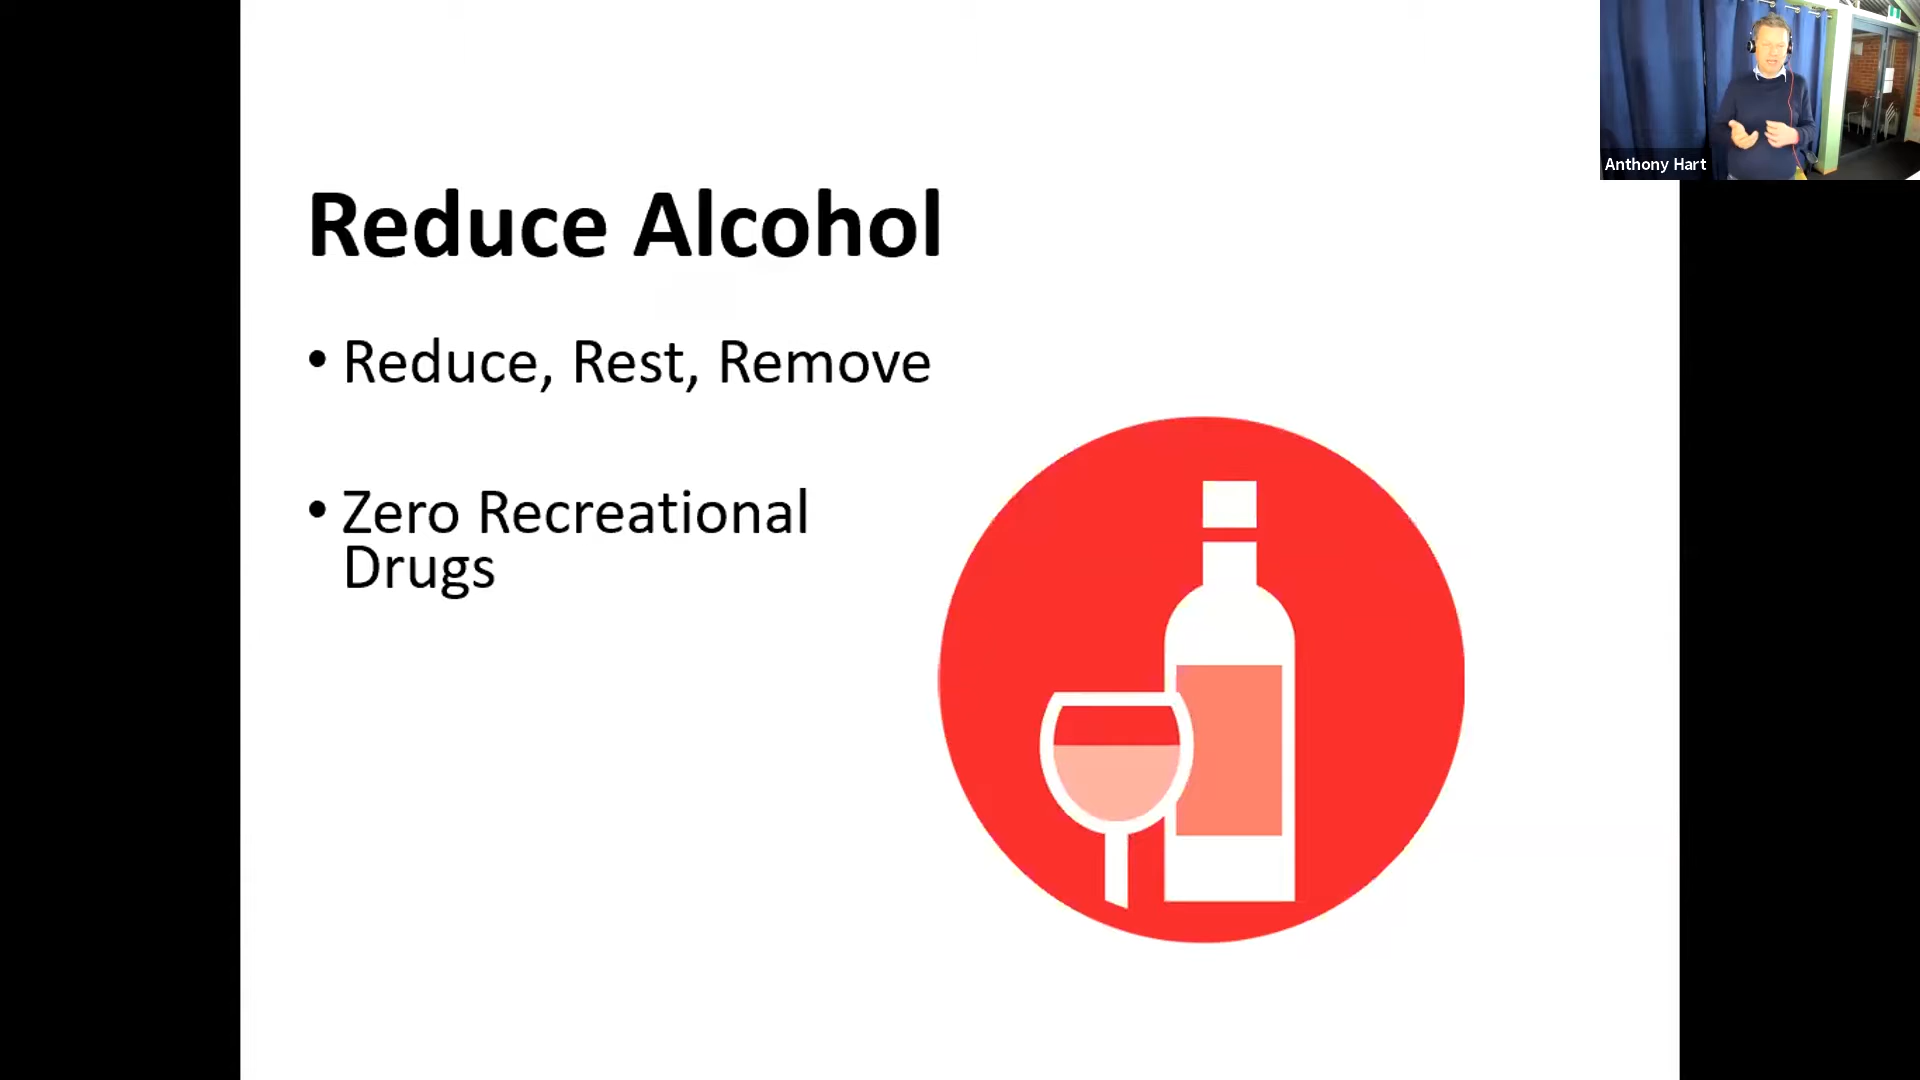 Reduce Alcohol
• Reduce, Rest, Remove
• Zero Recreational
Drugs
Anthony Hart